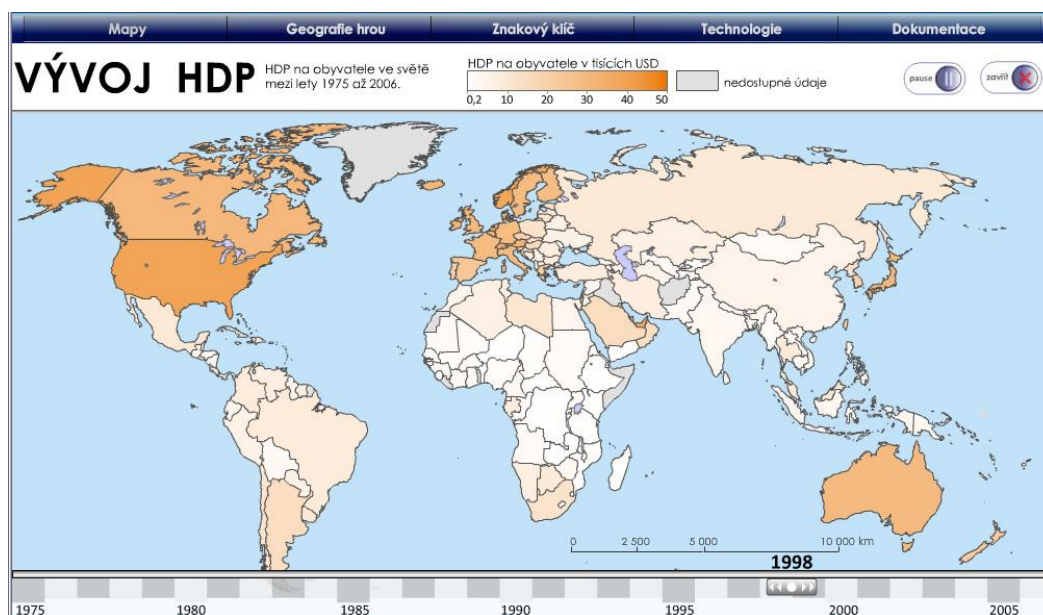 Mapy Geografie hrou Znakový klíč Technologie Dokumentace
VÝVOJ HDP
HDP na obyvatele ve světě
mezi lety 1975 až 2006.
HDP na obyvatele v tisících USD
0,2 10 20 30 40 50
nedostupné údaje
pause
zavřít
0 2 500 5 000 10 000 km
1998
1975 1980 1985 1990 1995 2000 2005